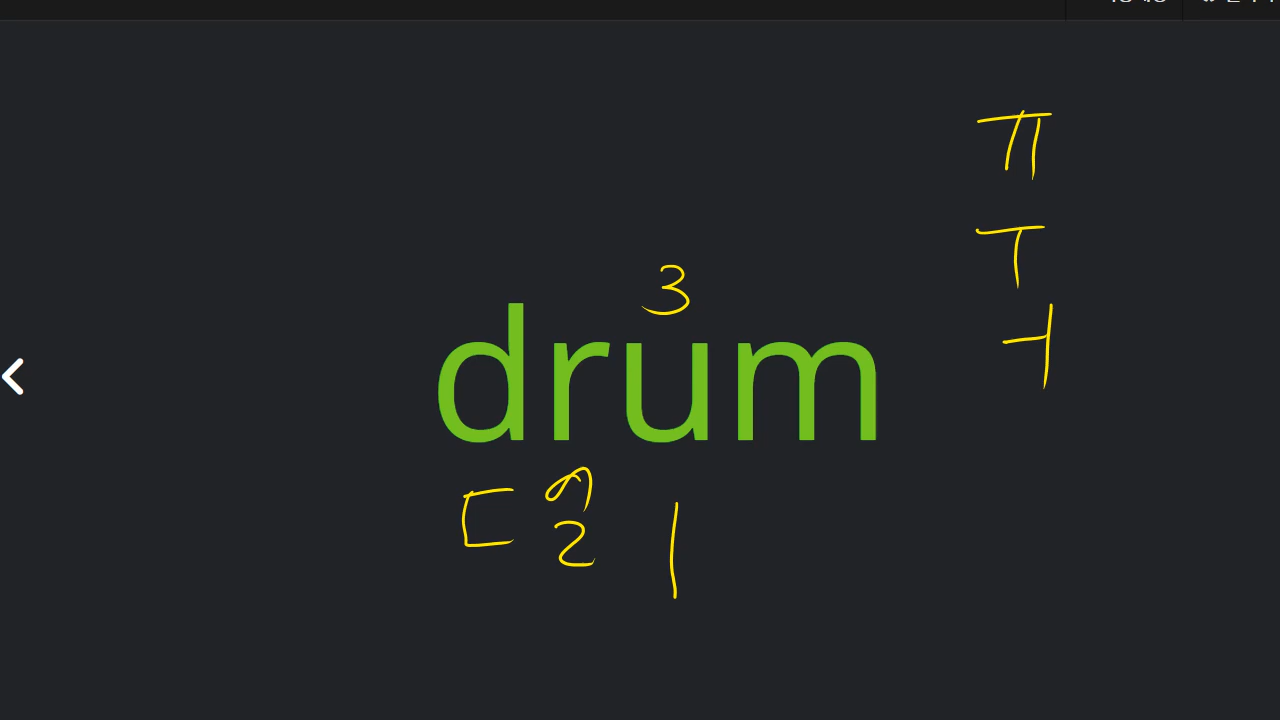 ㅠ
ㅜ
3
ㅓ
drum
ㄷ
2 ㅣ